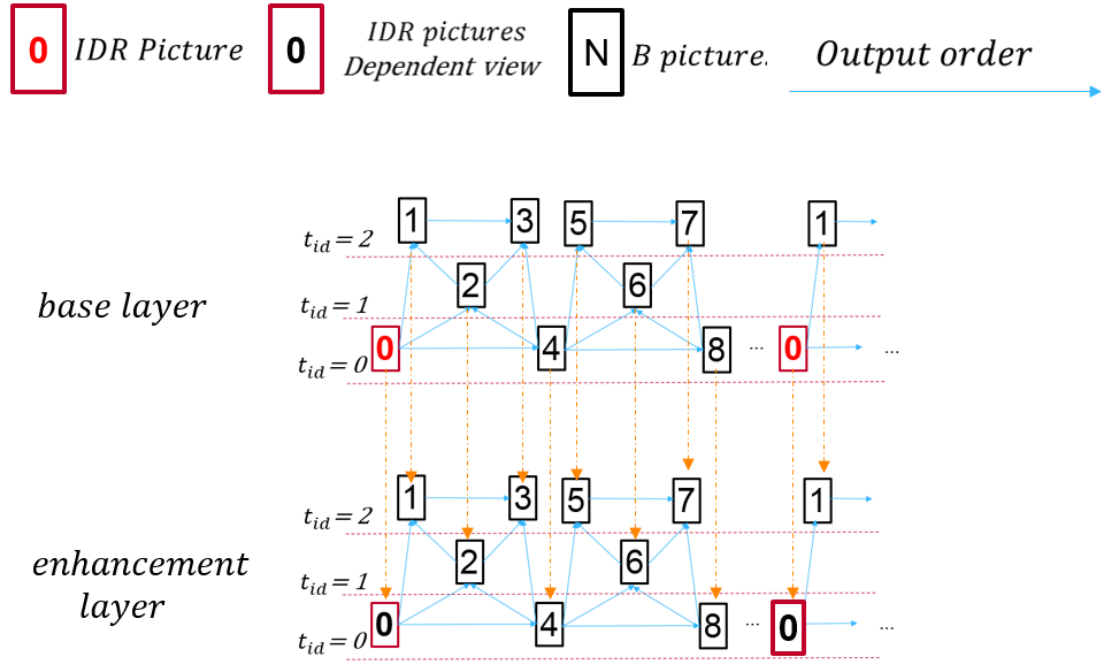 0 IDR Picture 0 IDR pictures Dependent view N B picture. Output order
1 3 5 7 1
t_id = 2
2 6
base layer t_id = 1
0 4 8 ... 0 ...
t_id = 0
1 3 5 7 1
t_id = 2
2 6
enhancement layer t_id = 1
0 4 8 ... 0 ...
t_id = 0